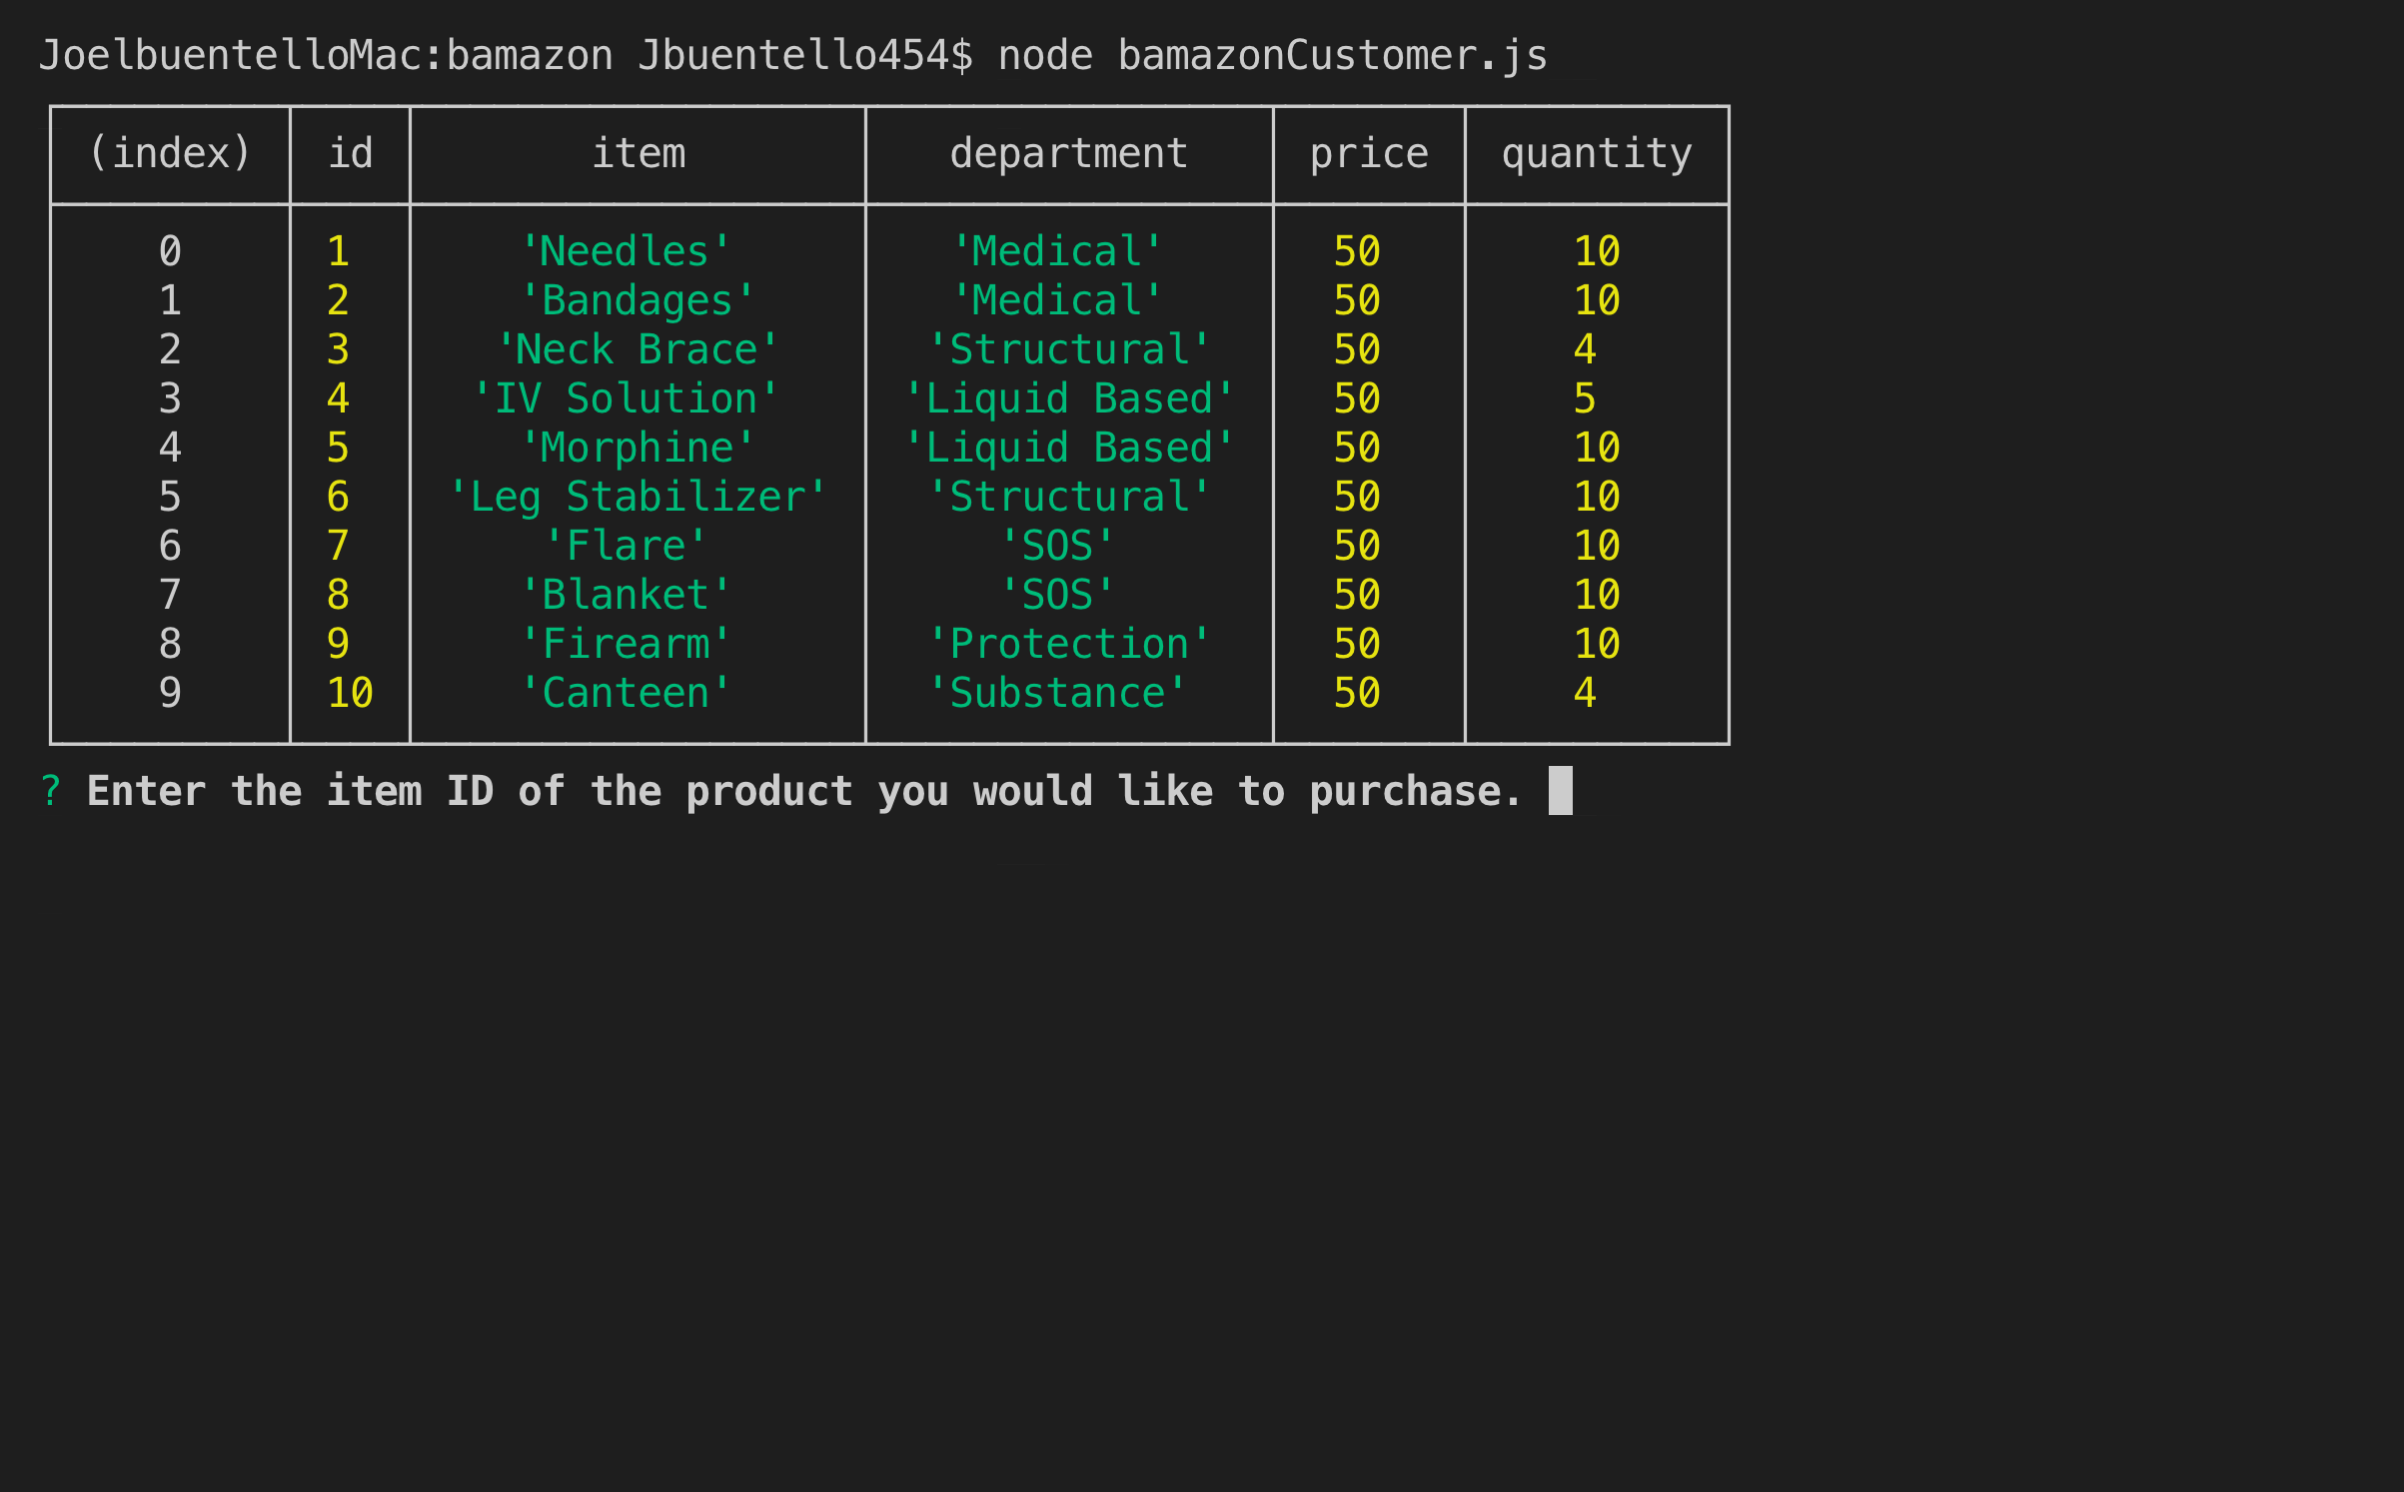 JoelbuentelloMac:bamazon Jbuentello454$ node bamazonCustomer.js
(index) id item department price quantity
0 1 'Needles' 'Medical' 50 10
1 2 'Bandages' 'Medical' 50 10
2 3 'Neck Brace' 'Structural' 50 4
3 4 'IV Solution' 'Liquid Based' 50 5
4 5 'Morphine' 'Liquid Based' 50 10
5 6 'Leg Stabilizer' 'Structural' 50 10
6 7 'Flare' 'SOS' 50 10
7 8 'Blanket' 'SOS' 50 10
8 9 'Firearm' 'Protection' 50 10
9 10 'Canteen' 'Substance' 50 4
? Enter the item ID of the product you would like to purchase.